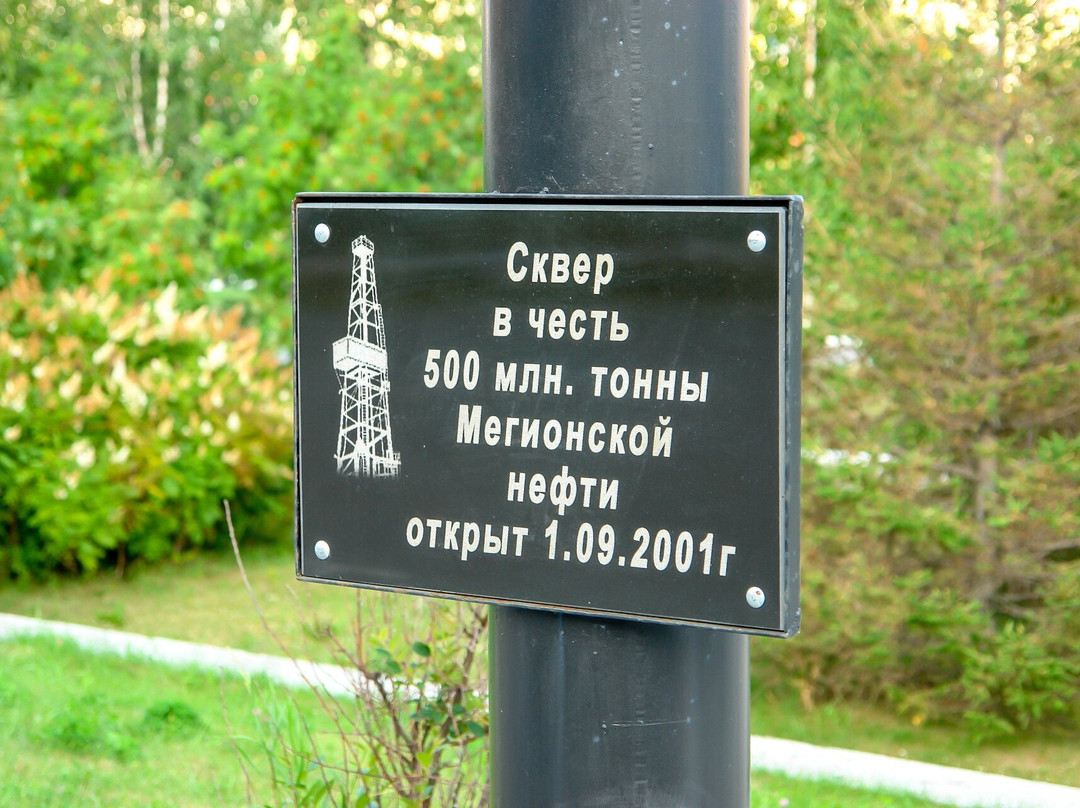 Сквер
в честь
500 млн. тонны
Мегионской
нефти
открыт 1.09.2001г